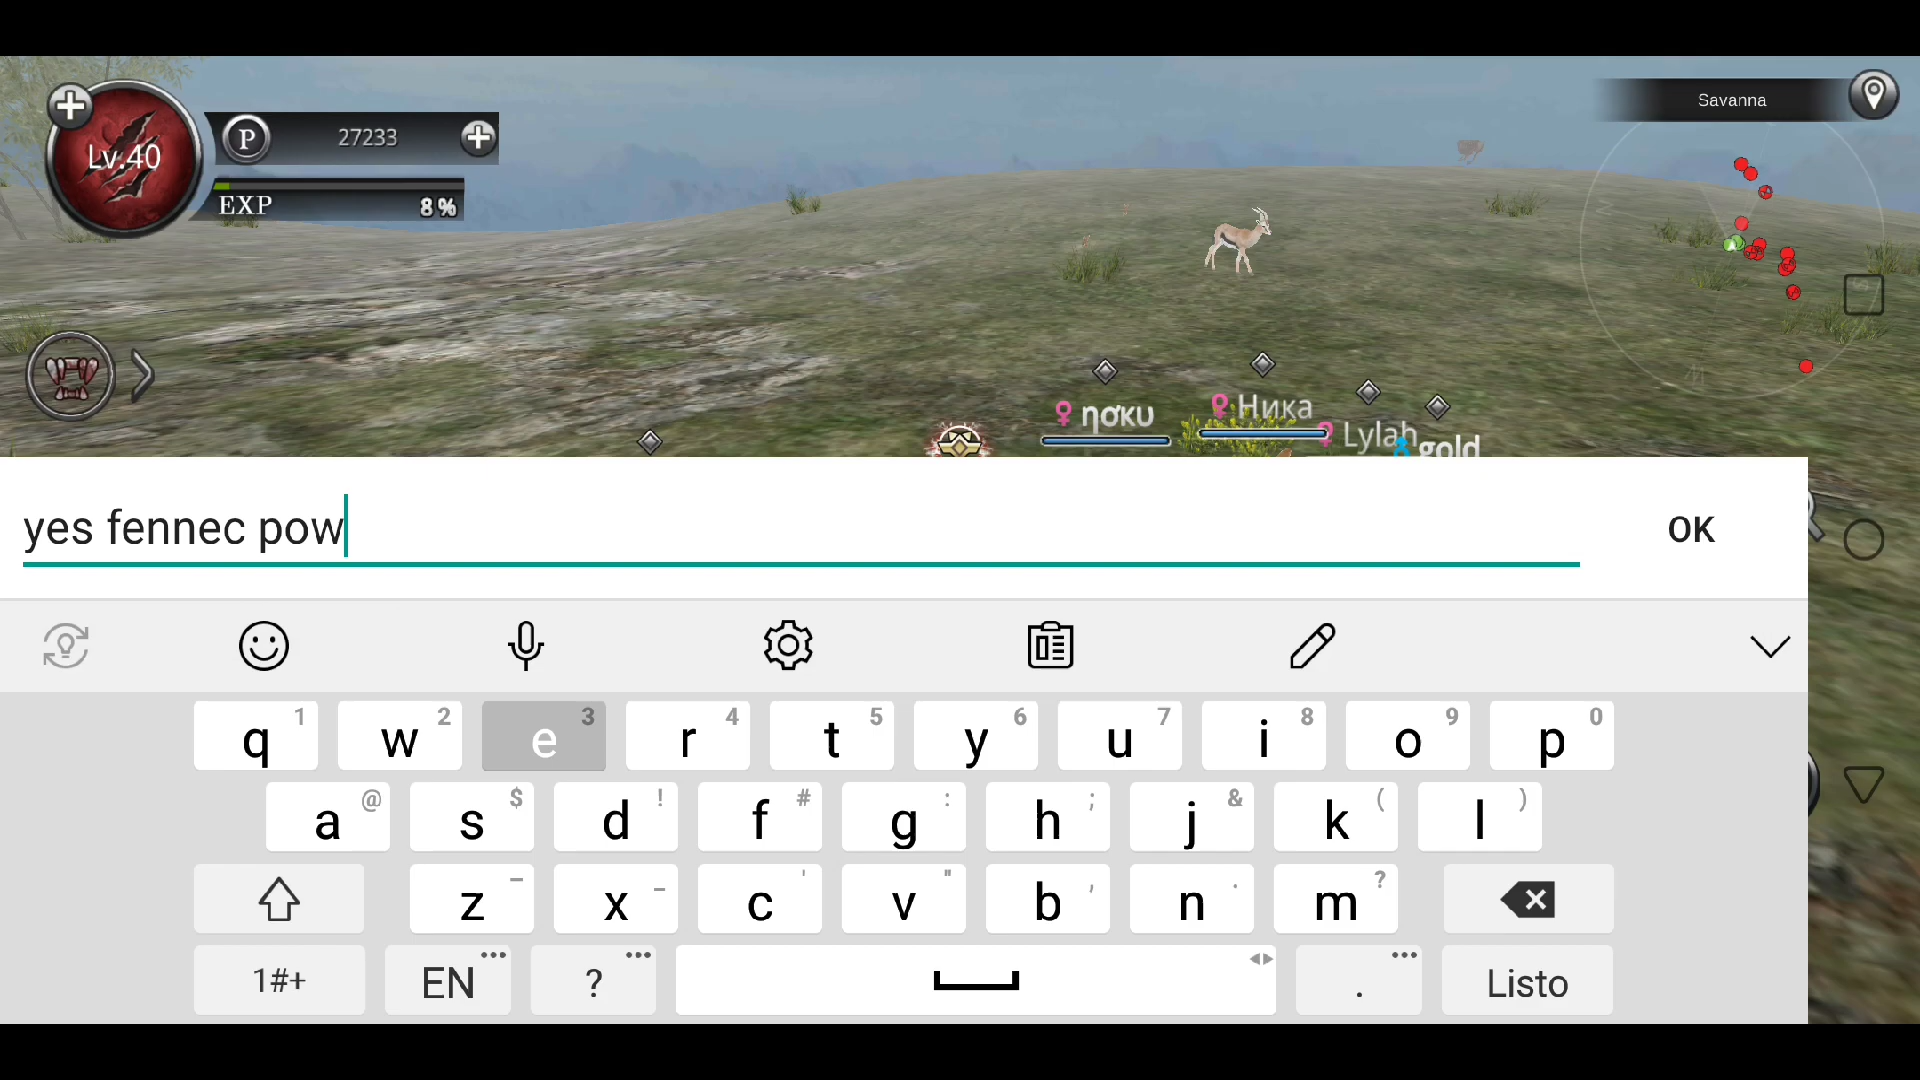 Lv.40
P 27233
EXP 8%
Savanna
ησκυ
Ника
Lylah
gold
yes fennec pow
OK
q 1 w 2 e 3 r 4 t 5 y 6 u 7 i 8 o 9 p 0
a @ s $ d ! f # g : h ; j & k ( l )
z – x - c ' v " b , n . m ?
1#+ EN ? . Listo